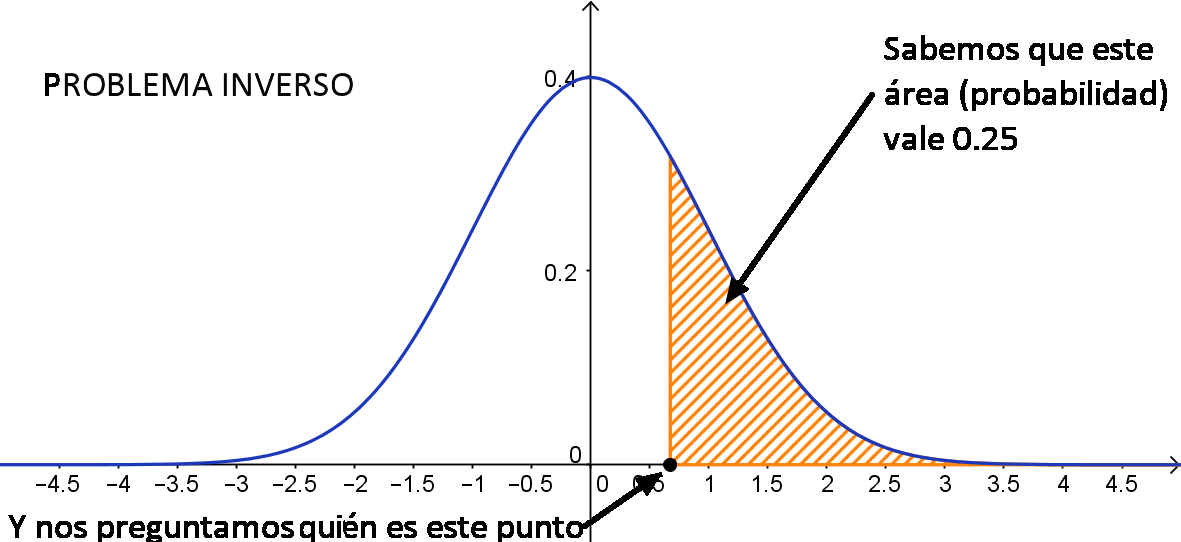 PROBLEMA INVERSO
Sabemos que este
área (probabilidad)
vale 0.25
0.4
0.2
0
−4.5 −4 −3.5 −3 −2.5 −2 −1.5 −1 −0.5 0 0.5 1 1.5 2 2.5 3 3.5 4 4.5
Y nos preguntamos quién es este punto